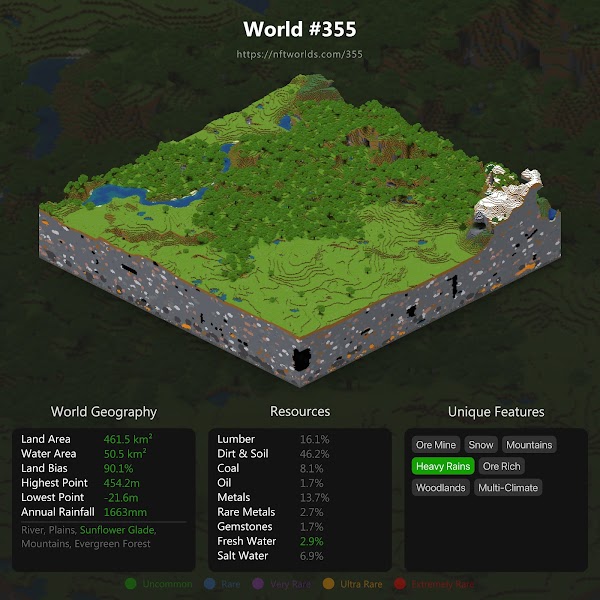 World #355
https://nftworlds.com/355
World Geography
Land Area 461.5 km²
Water Area 50.5 km²
Land Bias 90.1%
Highest Point 454.2m
Lowest Point -21.6m
Annual Rainfall 1663mm
River, Plains, Sunflower Glade,
Mountains, Evergreen Forest
Resources
Lumber 16.1%
Dirt & Soil 46.2%
Coal 8.1%
Oil 1.7%
Metals 13.7%
Rare Metals 2.7%
Gemstones 1.7%
Fresh Water 2.9%
Salt Water 6.9%
Unique Features
Ore Mine Snow Mountains
Heavy Rains Ore Rich
Woodlands Multi-Climate
Uncommon Rare Very Rare Ultra Rare Extremely Rare